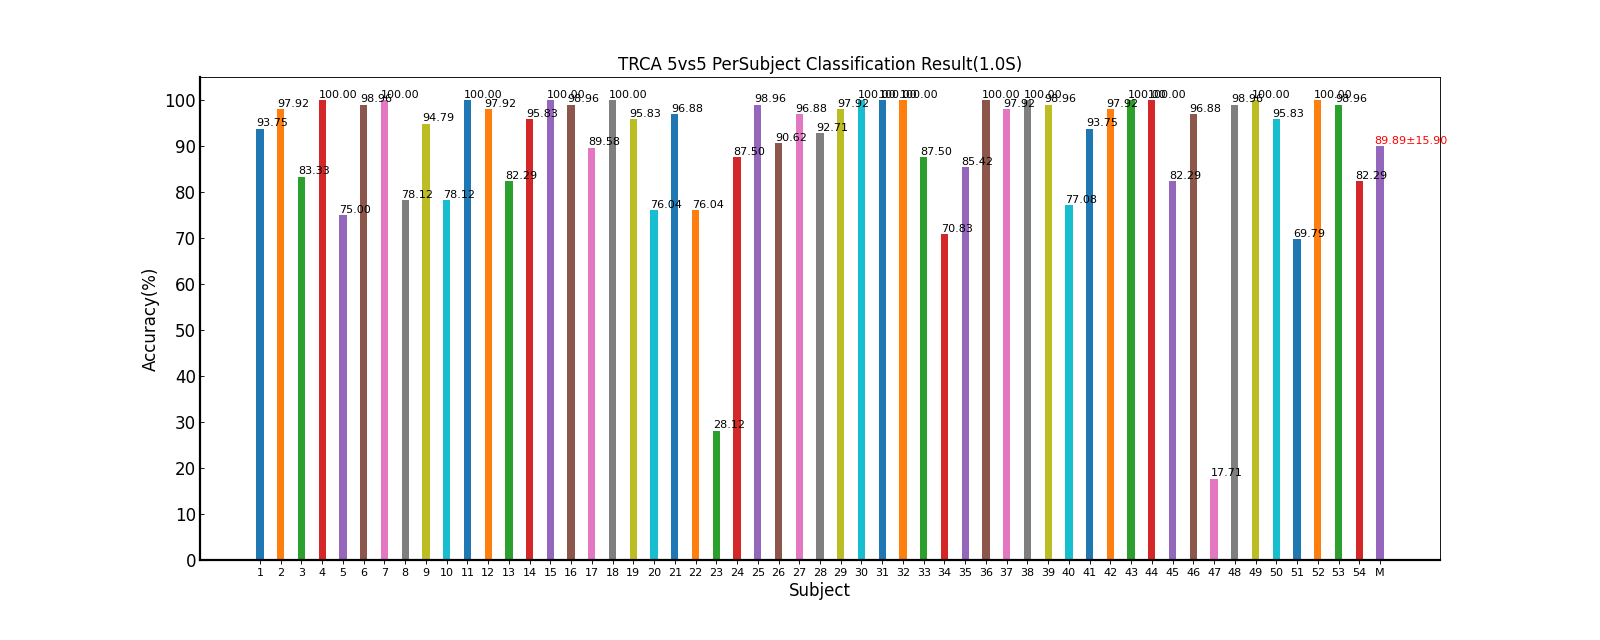 TRCA 5vs5 PerSubject Classification Result(1.0S)
Accuracy(%)
100
90
80
70
60
50
40
30
20
10
0
93.75 97.92 83.33 100.00 75.00 98.96 100.00 78.12 94.79 78.12 100.00 97.92 82.29 95.83 100.00 98.96 89.58 100.00 95.83 76.04 96.88 76.04 28.12 87.50 98.96 90.62 96.88 92.71 97.92 100.00 100.00 100.00 87.50 70.83 85.42 100.00 97.92 100.00 98.96 77.08 93.75 97.92 100.00 100.00 82.29 96.88 17.71 98.96 100.00 95.83 69.79 100.00 98.96 82.29 89.89±15.90
1 2 3 4 5 6 7 8 9 10 11 12 13 14 15 16 17 18 19 20 21 22 23 24 25 26 27 28 29 30 31 32 33 34 35 36 37 38 39 40 41 42 43 44 45 46 47 48 49 50 51 52 53 54 M
Subject